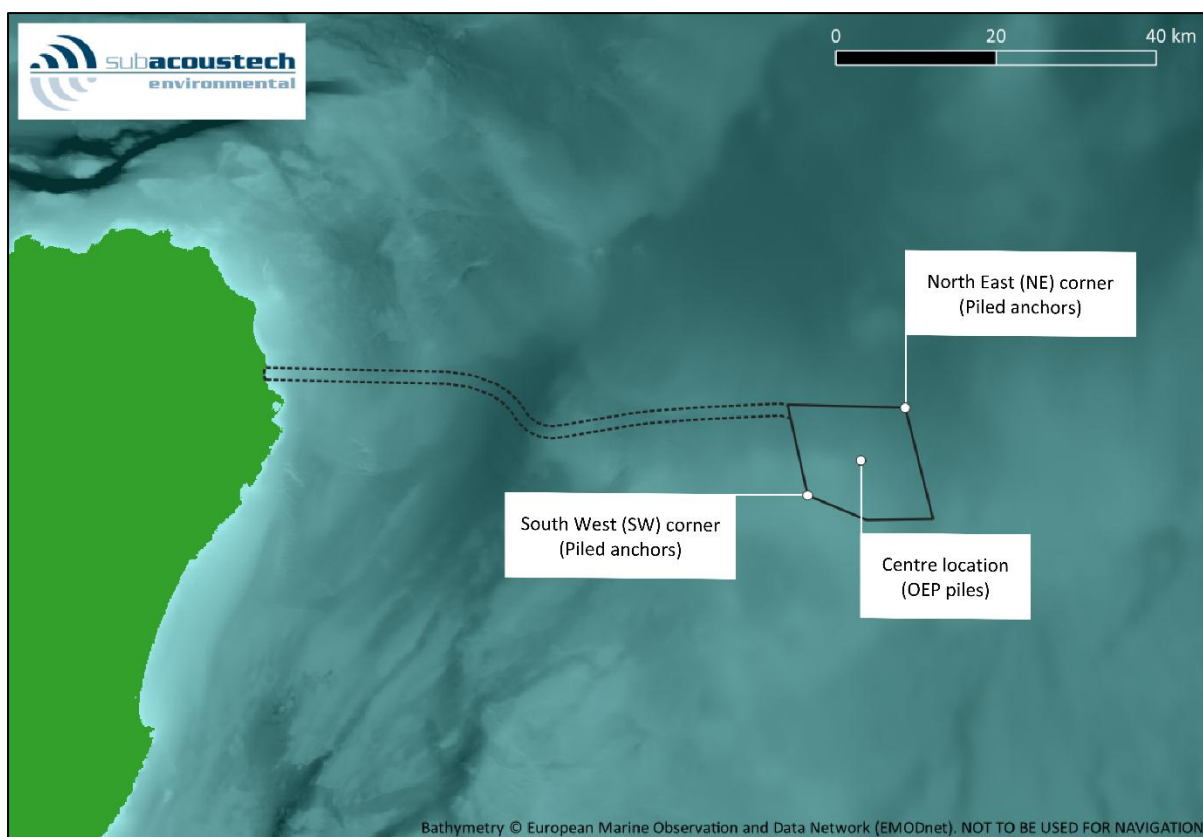 subacoustech
environmental
0 20 40 km
North East (NE) corner
(Piled anchors)
South West (SW) corner
(Piled anchors)
Centre location
(OEP piles)
Bathymetry © European Marine Observation and Data Network (EMODnet). NOT TO BE USED FOR NAVIGATION